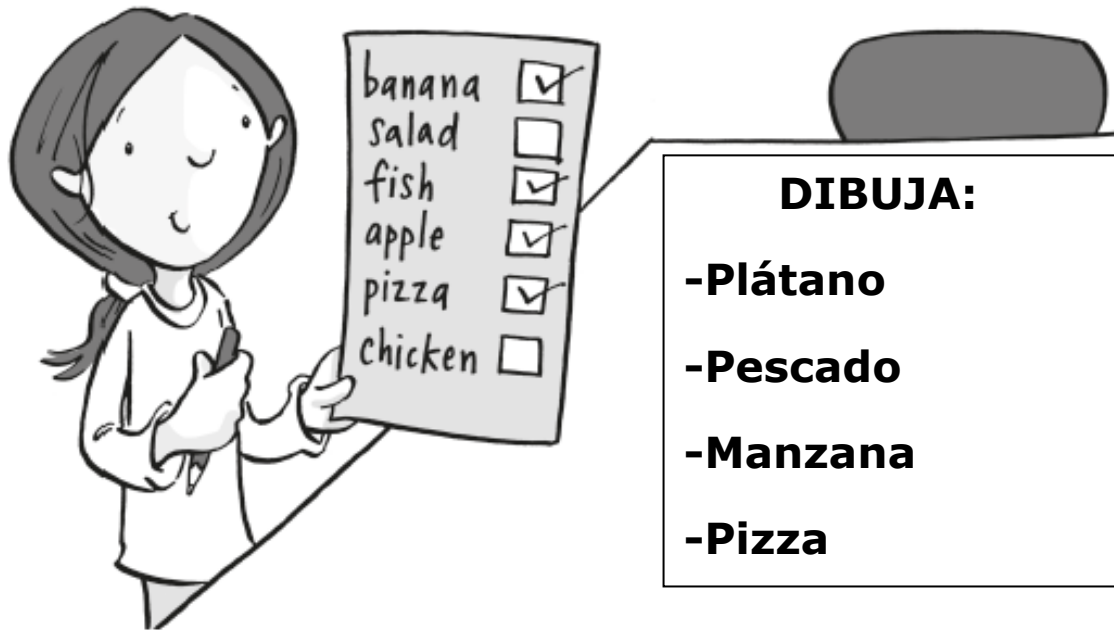 banana
salad
fish
apple
pizza
chicken
DIBUJA:
-Plátano
-Pescado
-Manzana
-Pizza